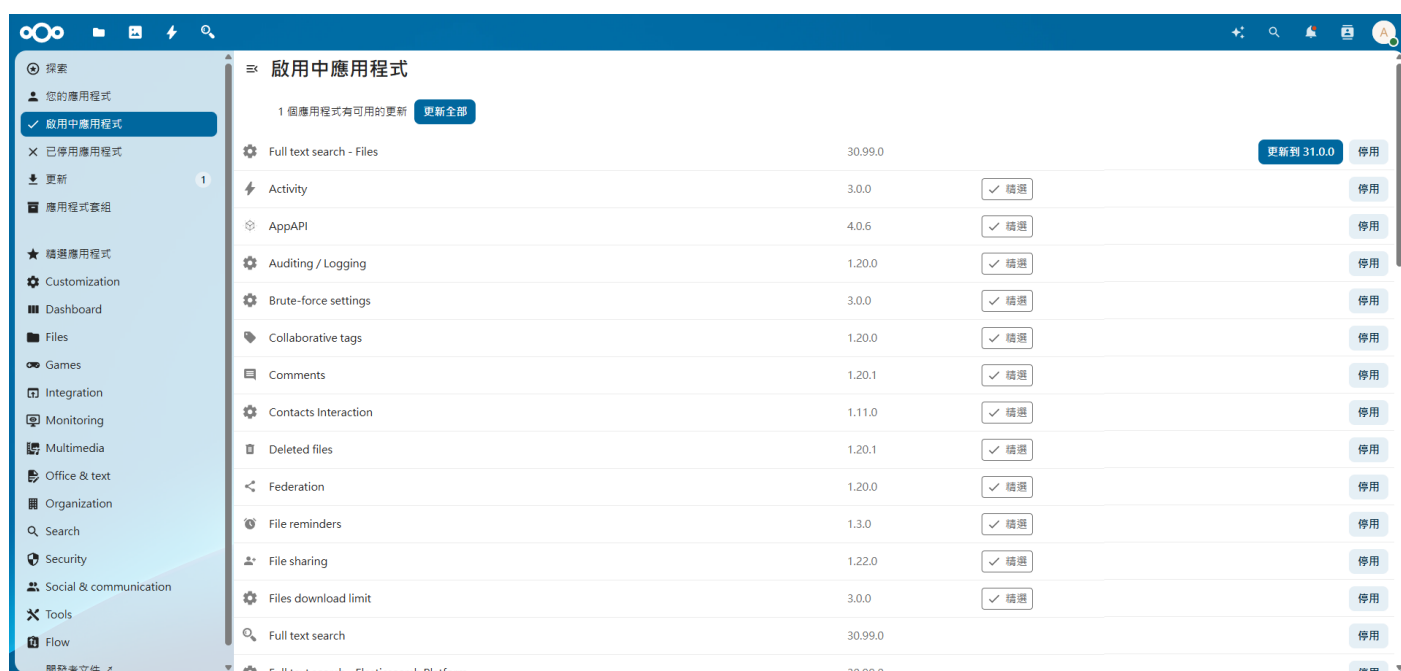 A
探索
您的應用程式
啟用中應用程式
已停用應用程式
更新 1
應用程式套組
精選應用程式
Customization
Dashboard
Files
Games
Integration
Monitoring
Multimedia
Office & text
Organization
Search
Security
Social & communication
Tools
Flow
開發者文件 ↗
啟用中應用程式
1 個應用程式有可用的更新 更新全部
Full text search - Files 30.99.0 更新到 31.0.0 停用
Activity 3.0.0 精選 停用
AppAPI 4.0.6 精選 停用
Auditing / Logging 1.20.0 精選 停用
Brute-force settings 3.0.0 精選 停用
Collaborative tags 1.20.0 精選 停用
Comments 1.20.1 精選 停用
Contacts Interaction 1.11.0 精選 停用
Deleted files 1.20.1 精選 停用
Federation 1.20.0 精選 停用
File reminders 1.3.0 精選 停用
File sharing 1.22.0 精選 停用
Files download limit 3.0.0 精選 停用
Full text search 30.99.0 停用